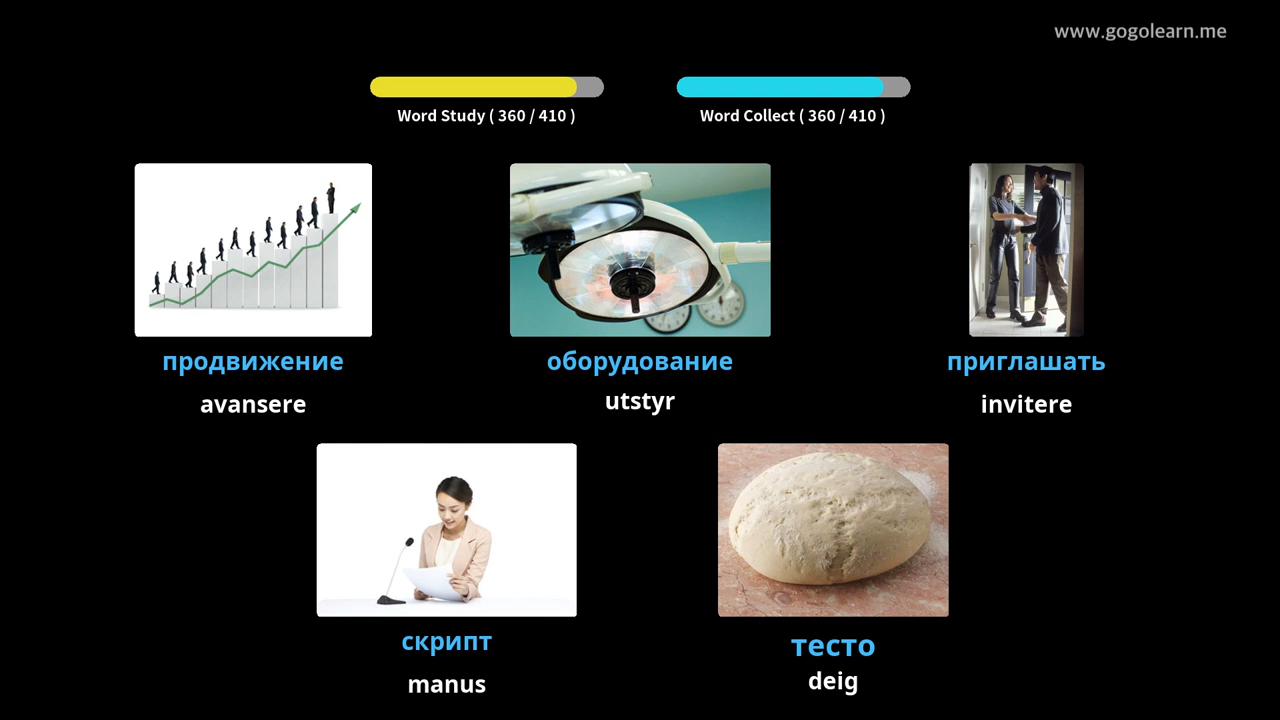 www.gogolearn.me
Word Study ( 360 / 410 )
Word Collect ( 360 / 410 )
продвижение
avansere
оборудование
utstyr
приглашать
invitere
скрипт
manus
тесто
deig